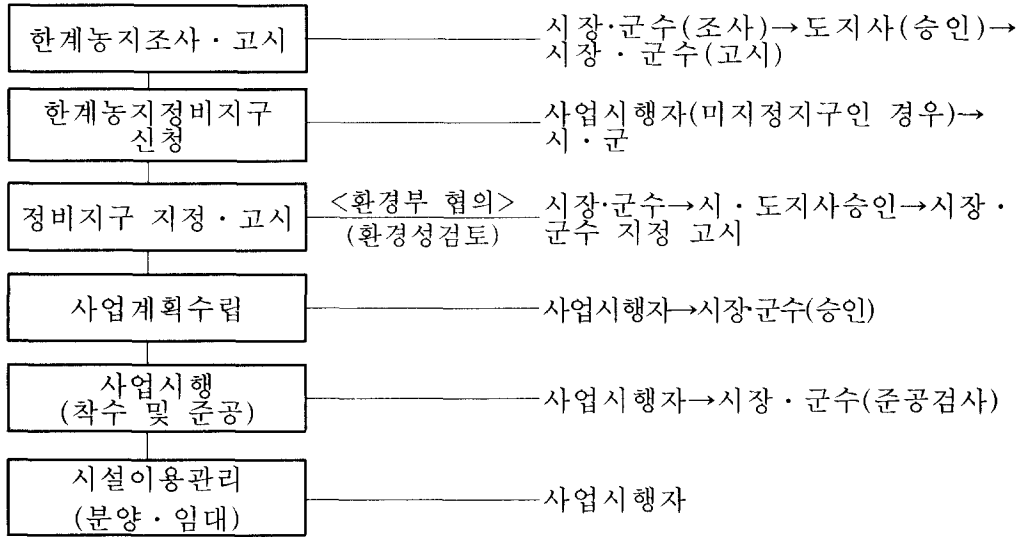 한계농지조사·고시
시장·군수(조사)→도지사(승인)→
시장·군수(고시)
한계농지정비지구
신청
사업시행자(미지정지구인 경우)→
시·군
정비지구 지정·고시
<환경부 협의>
(환경성검토)
시장·군수→시·도지사승인→시장·
군수 지정 고시
사업계획수립
사업시행자→시장·군수(승인)
사업시행
(착수 및 준공)
사업시행자→시장·군수(준공검사)
시설이용관리
(분양·임대)
사업시행자